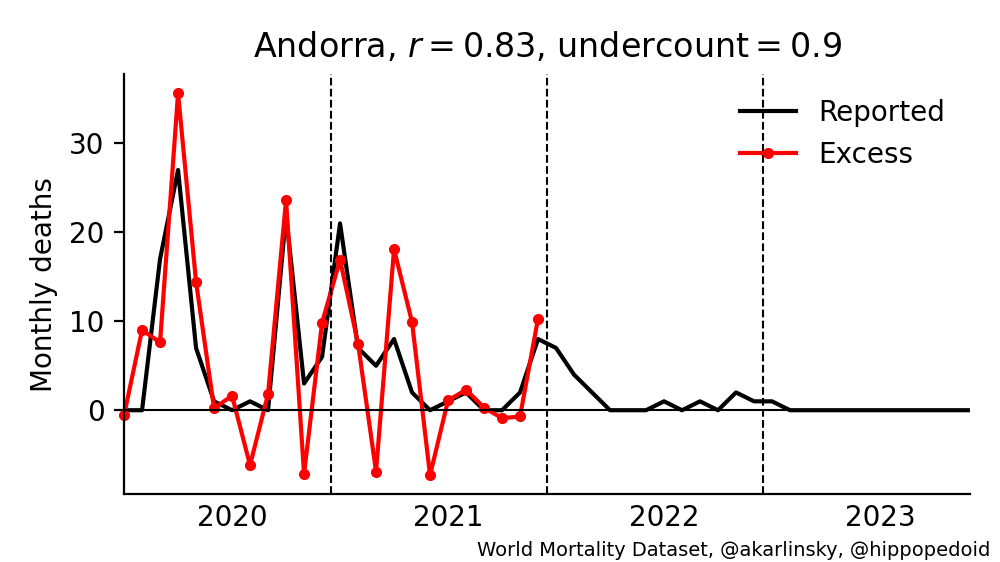 Andorra, r = 0.83, undercount = 0.9
Reported
Excess
Monthly deaths
30
20
10
0
2020 2021 2022 2023
World Mortality Dataset, @akarlinsky, @hippopedoid